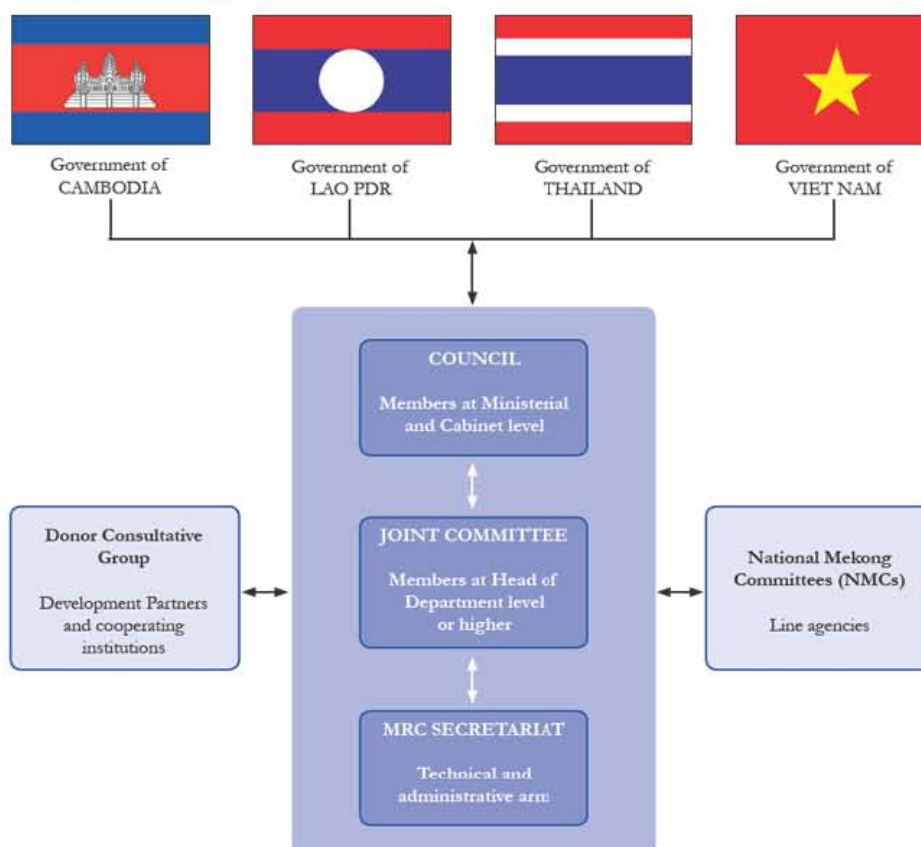 Government of
CAMBODIA
Government of
LAO PDR
Government of
THAILAND
Government of
VIET NAM
COUNCIL
Members at Ministerial
and Cabinet level
Donor Consultative
Group
Development Partners
and cooperating
institutions
JOINT COMMITTEE
Members at Head of
Department level
or higher
National Mekong
Committees (NMCs)
Line agencies
MRC SECRETARIAT
Technical and
administrative arm